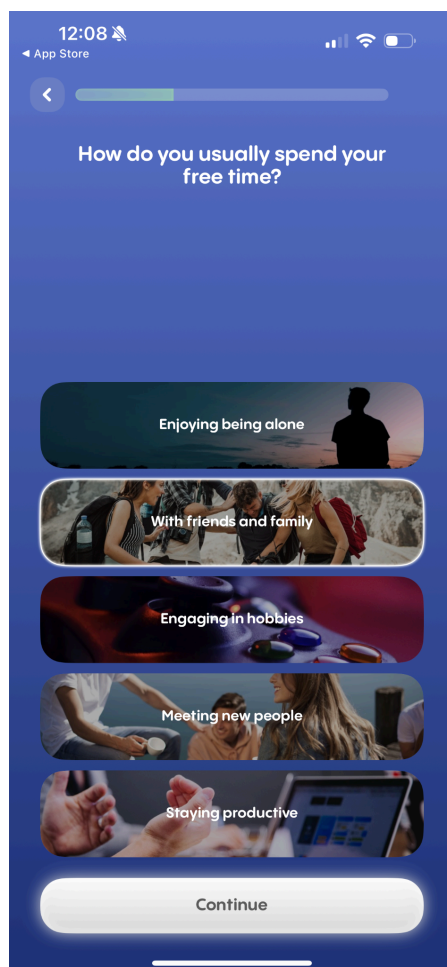 12:08
◀ App Store
How do you usually spend your
free time?
Enjoying being alone
With friends and family
Engaging in hobbies
Meeting new people
Staying productive
Continue